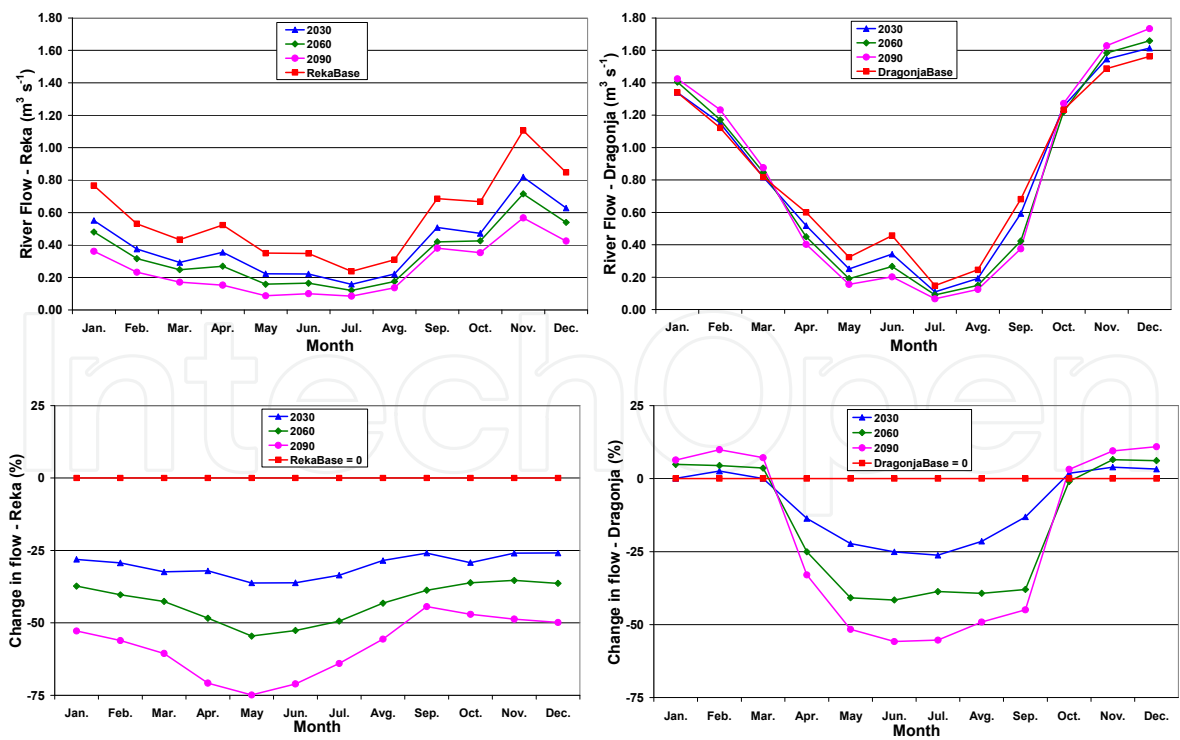 River Flow - Reka (m³ s⁻¹)
1.80
1.60
1.40
1.20
1.00
0.80
0.60
0.40
0.20
0.00
2030
2060
2090
RekaBase
Jan. Feb. Mar. Apr. May Jun. Jul. Avg. Sep. Oct. Nov. Dec.
Month
River Flow - Dragonja (m³ s⁻¹)
1.80
1.60
1.40
1.20
1.00
0.80
0.60
0.40
0.20
0.00
2030
2060
2090
DragonjaBase
Jan. Feb. Mar. Apr. May Jun. Jul. Aug. Sep. Oct. Nov. Dec.
Month
IntechOpen
Change in flow - Reka (%)
25
0
-25
-50
-75
2030
2060
2090
RekaBase = 0
Jan. Feb. Mar. Apr. May Jun. Jul. Avg. Sep. Oct. Nov. Dec.
Month
Change in flow - Dragonja (%)
25
0
-25
-50
-75
2030
2060
2090
DragonjaBase = 0
Jan. Feb. Mar. Apr. May Jun. Jul. Aug. Sep. Oct. Nov. Dec.
Month